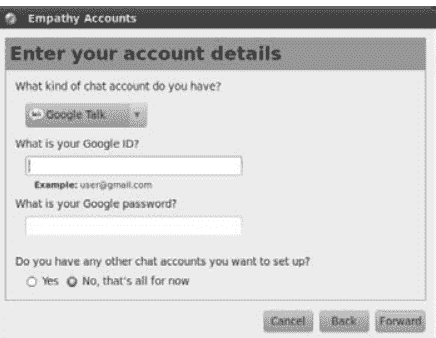 Empathy Accounts
Enter your account details
What kind of chat account do you have?
Google Talk
What is your Google ID?
Example: user@gmail.com
What is your Google password?
Do you have any other chat accounts you want to set up?
Yes No, that's all for now
Cancel Back Forward